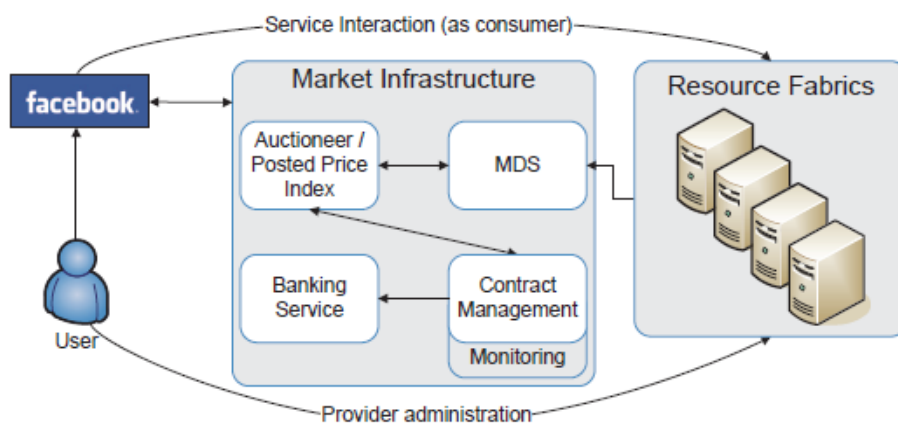 Service Interaction (as consumer)
facebook.
Market Infrastructure
Resource Fabrics
Auctioneer /
Posted Price
Index
MDS
Banking
Service
Contract
Management
Monitoring
User
Provider administration